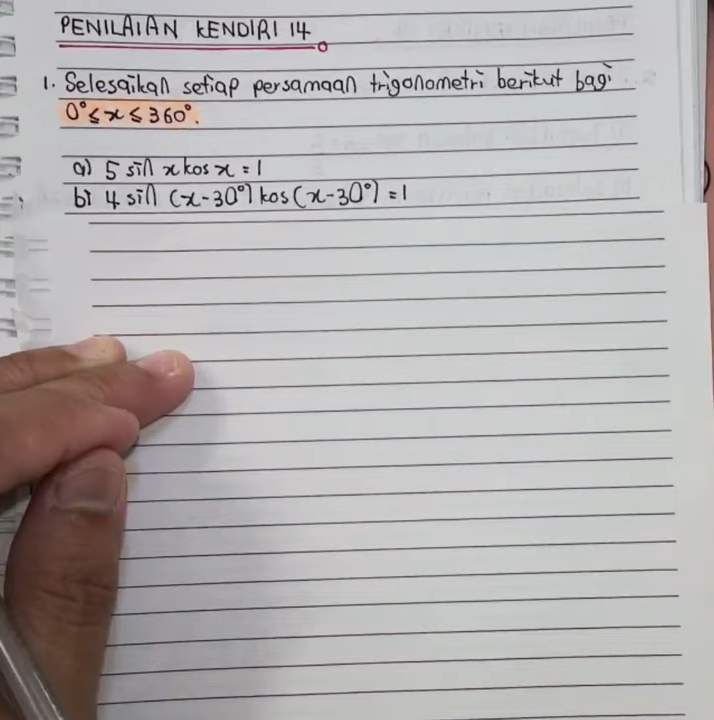 PENILAIAN KENDIRI 14
1. Selesaikan setiap persamaan trigonometri berikut bagi
0° ≤ x ≤ 360°.
a) 5 sin x kos x = 1
b) 4 sin (x-30°) kos (x-30°) = 1